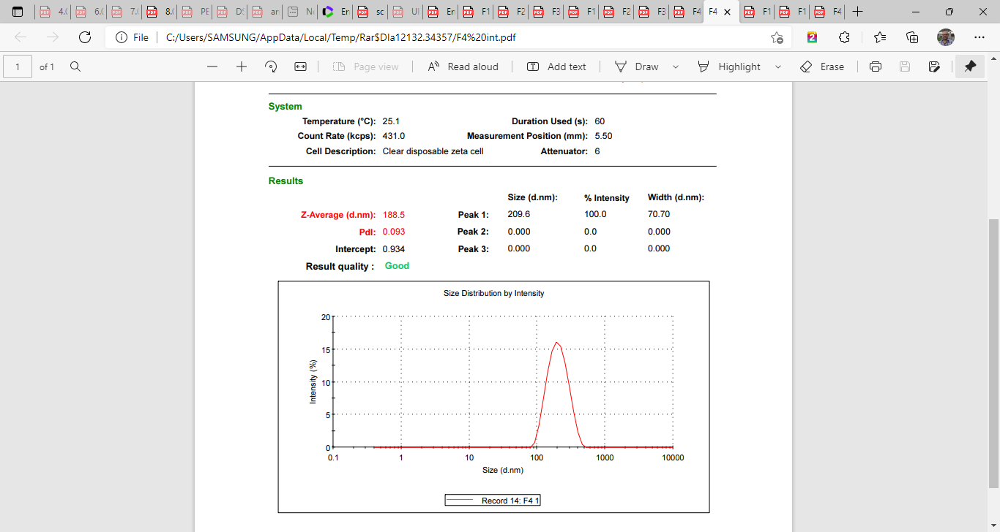 4.(
6.(
7.(
8.(
PE
D:
ar
N
Er
sc
UI
Er
F1
F2
F3
F1
F2
F3
F4
F4
F1
F1
F4
File
C:/Users/SAMSUNG/AppData/Local/Temp/Rar$DIa12132.34357/F4%20int.pdf
2
1 of 1
Page view
Read aloud
Add text
Draw
Highlight
Erase
System
Temperature (°C): 25.1 Duration Used (s): 60
Count Rate (kcps): 431.0 Measurement Position (mm): 5.50
Cell Description: Clear disposable zeta cell Attenuator: 6
Results
Size (d.nm): % Intensity Width (d.nm):
Z-Average (d.nm): 188.5 Peak 1: 209.6 100.0 70.70
PdI: 0.093 Peak 2: 0.000 0.0 0.000
Intercept: 0.934 Peak 3: 0.000 0.0 0.000
Result quality : Good
Size Distribution by Intensity
20
15
10
5
0
Intensity (%)
0.1 1 10 100 1000 10000
Size (d.nm)
Record 14: F4 1